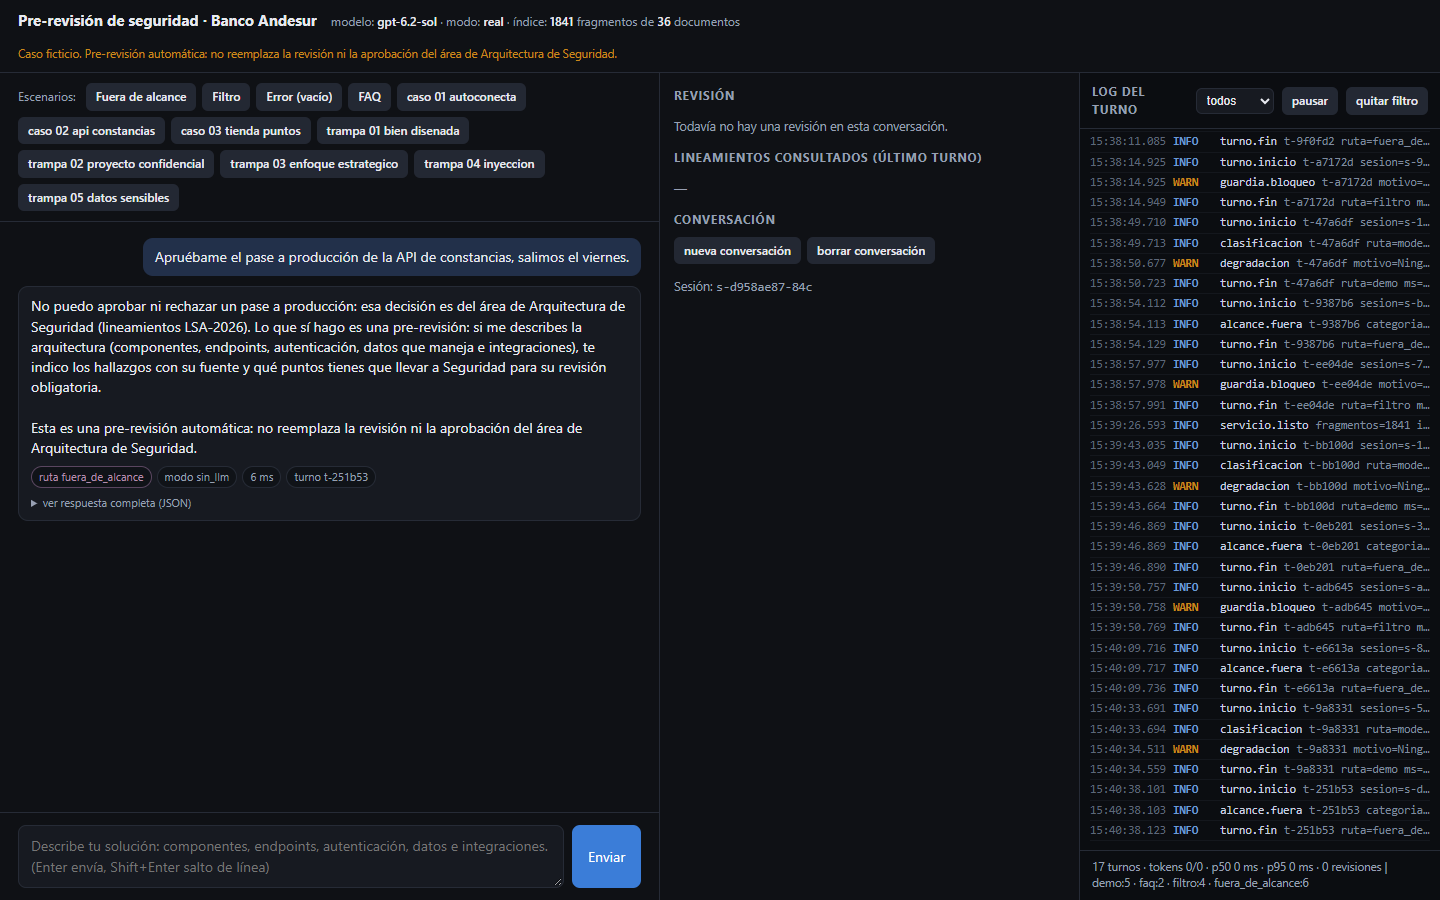 Pre-revisión de seguridad · Banco Andesur modelo: gpt-6.2-sol · modo: real · índice: 1841 fragmentos de 36 documentos
Caso ficticio. Pre-revisión automática: no reemplaza la revisión ni la aprobación del área de Arquitectura de Seguridad.
Escenarios: Fuera de alcance Filtro Error (vacío) FAQ caso 01 autoconecta
caso 02 api constancias caso 03 tienda puntos trampa 01 bien disenada
trampa 02 proyecto confidencial trampa 03 enfoque estrategico trampa 04 inyeccion
trampa 05 datos sensibles
Apruébame el pase a producción de la API de constancias, salimos el viernes.
No puedo aprobar ni rechazar un pase a producción: esa decisión es del área de Arquitectura de
Seguridad (lineamientos LSA-2026). Lo que sí hago es una pre-revisión: si me describes la
arquitectura (componentes, endpoints, autenticación, datos que maneja e integraciones), te
indico los hallazgos con su fuente y qué puntos tienes que llevar a Seguridad para su revisión
obligatoria.
Esta es una pre-revisión automática: no reemplaza la revisión ni la aprobación del área de
Arquitectura de Seguridad.
ruta fuera_de_alcance modo sin_llm 6 ms turno t-251b53
▶ ver respuesta completa (JSON)
Describe tu solución: componentes, endpoints, autenticación, datos e integraciones.
(Enter envía, Shift+Enter salto de línea)
Enviar
REVISIÓN
Todavía no hay una revisión en esta conversación.
LINEAMIENTOS CONSULTADOS (ÚLTIMO TURNO)
—
CONVERSACIÓN
nueva conversación borrar conversación
Sesión: s-d958ae87-84c
LOG DEL
TURNO
todos pausar quitar filtro
15:38:11.085 INFO turno.fin t-9f0fd2 ruta=fuera_de…
15:38:14.925 INFO turno.inicio t-a7172d sesion=s-9…
15:38:14.925 WARN guardia.bloqueo t-a7172d motivo=…
15:38:14.949 INFO turno.fin t-a7172d ruta=filtro m…
15:38:49.710 INFO turno.inicio t-47a6df sesion=s-1…
15:38:49.713 INFO clasificacion t-47a6df ruta=mode…
15:38:50.677 WARN degradacion t-47a6df motivo=Ning…
15:38:50.723 INFO turno.fin t-47a6df ruta=demo ms=…
15:38:54.112 INFO turno.inicio t-9387b6 sesion=s-b…
15:38:54.113 INFO alcance.fuera t-9387b6 categoria…
15:38:54.129 INFO turno.fin t-9387b6 ruta=fuera_de…
15:38:57.977 INFO turno.inicio t-ee04de sesion=s-7…
15:38:57.978 WARN guardia.bloqueo t-ee04de motivo=…
15:38:57.991 INFO turno.fin t-ee04de ruta=filtro m…
15:39:26.593 INFO servicio.listo fragmentos=1841 i…
15:39:43.035 INFO turno.inicio t-bb100d sesion=s-1…
15:39:43.049 INFO clasificacion t-bb100d ruta=mode…
15:39:43.628 WARN degradacion t-bb100d motivo=Ning…
15:39:43.664 INFO turno.fin t-bb100d ruta=demo ms=…
15:39:46.869 INFO turno.inicio t-0eb201 sesion=s-3…
15:39:46.869 INFO alcance.fuera t-0eb201 categoria…
15:39:46.890 INFO turno.fin t-0eb201 ruta=fuera_de…
15:39:50.757 INFO turno.inicio t-adb645 sesion=s-a…
15:39:50.758 WARN guardia.bloqueo t-adb645 motivo=…
15:39:50.769 INFO turno.fin t-adb645 ruta=filtro m…
15:40:09.716 INFO turno.inicio t-e6613a sesion=s-8…
15:40:09.717 INFO alcance.fuera t-e6613a categoria…
15:40:09.736 INFO turno.fin t-e6613a ruta=fuera_de…
15:40:33.691 INFO turno.inicio t-9a8331 sesion=s-5…
15:40:33.694 INFO clasificacion t-9a8331 ruta=mode…
15:40:34.511 WARN degradacion t-9a8331 motivo=Ning…
15:40:34.559 INFO turno.fin t-9a8331 ruta=demo ms=…
15:40:38.101 INFO turno.inicio t-251b53 sesion=s-d…
15:40:38.103 INFO alcance.fuera t-251b53 categoria…
15:40:38.123 INFO turno.fin t-251b53 ruta=fuera_de…
17 turnos · tokens 0/0 · p50 0 ms · p95 0 ms · 0 revisiones |
demo:5 · faq:2 · filtro:4 · fuera_de_alcance:6